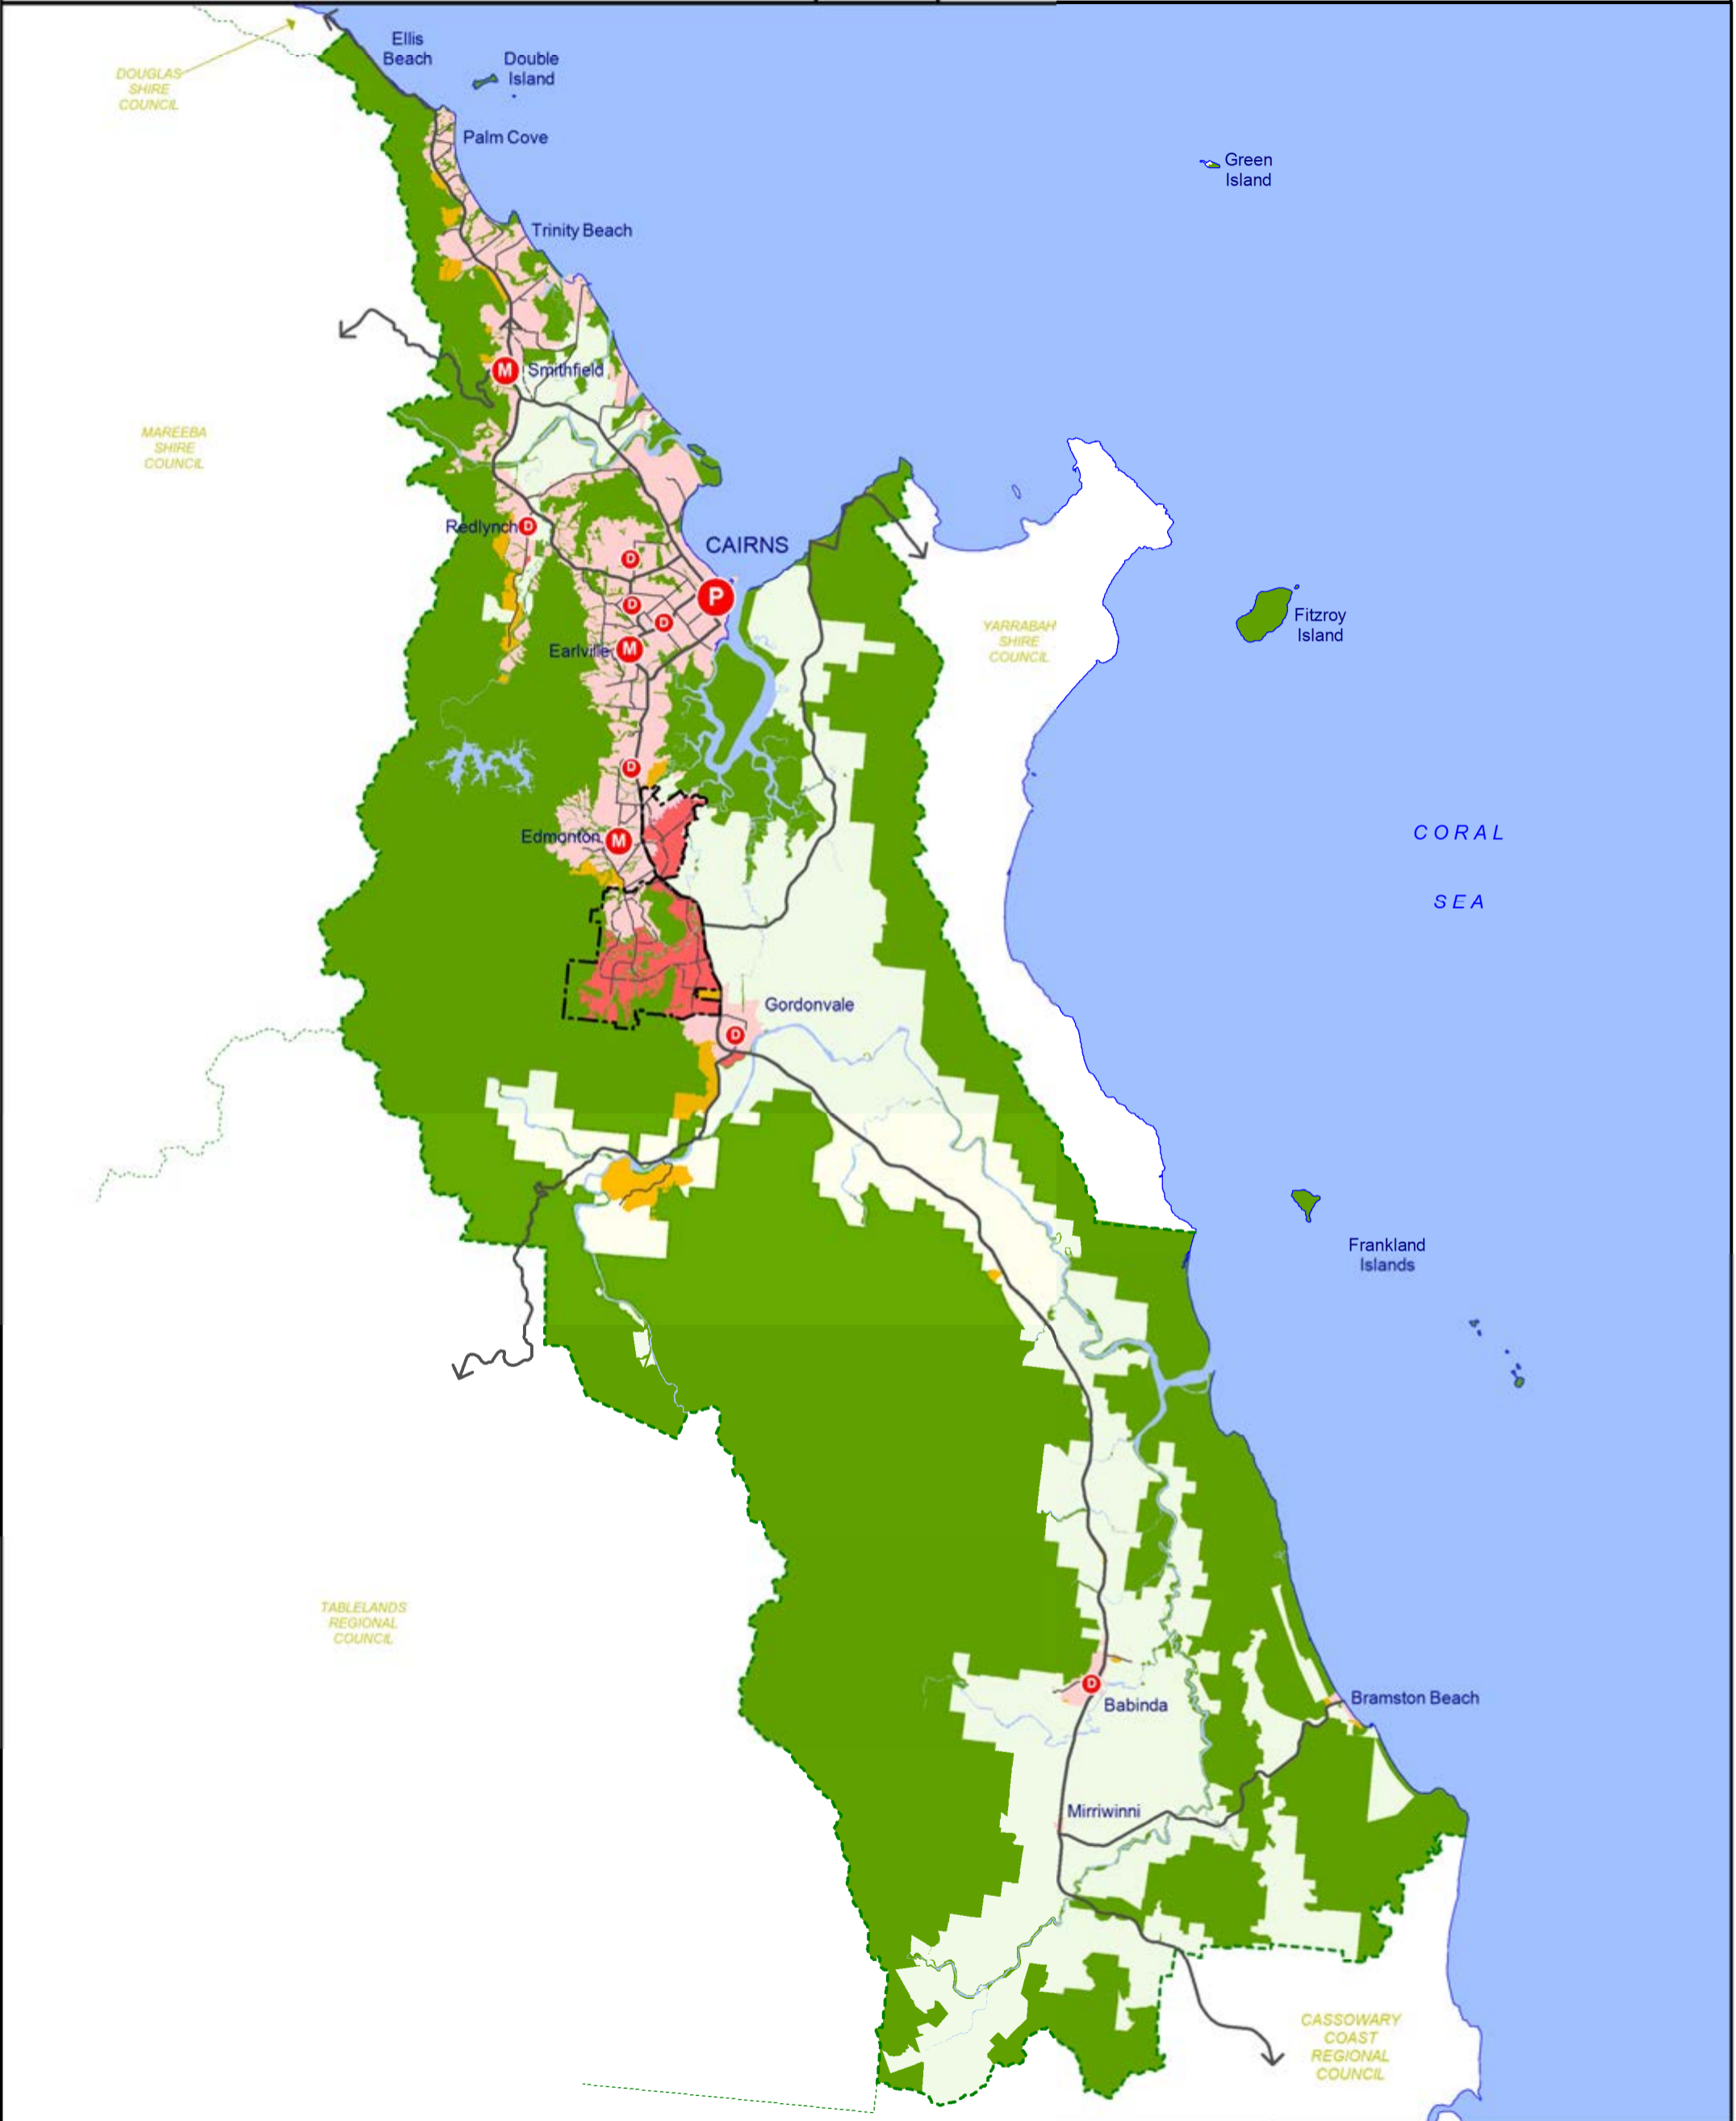 Ellis
Beach
Double
Island
DOUGLAS
SHIRE
COUNCIL
Palm Cove
Green
Island
Trinity Beach
M
Smithfield
MAREEBA
SHIRE
COUNCIL
Redlynch
D
CAIRNS
D
P
D
D
Earlville
M
Fitzroy
Island
YARRABAH
SHIRE
COUNCIL
D
Edmonton
M
CORAL
SEA
Gordonvale
D
Frankland
Islands
TABLELANDS
REGIONAL
COUNCIL
D
Babinda
Bramston Beach
Mirriwinni
CASSOWARY
COAST
REGIONAL
COUNCIL